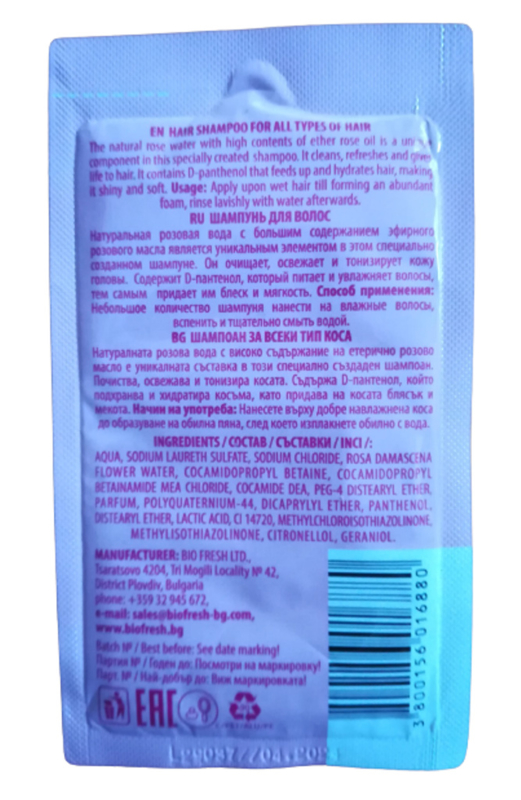 EN HAIR SHAMPOO FOR ALL TYPES OF HAIR
The natural rose water with high contents of ether rose oil is a unique
component in this specially created shampoo. It cleans, refreshes and gives
life to hair. It contains D-panthenol that feeds up and hydrates hair, making
it shiny and soft. Usage: Apply upon wet hair till forming an abundant
foam, rinse lavishly with water afterwards.
RU ШАМПУНЬ ДЛЯ ВОЛОС
Натуральная розовая вода с большим содержанием эфирного
розового масла является уникальным элементом в этом специально
созданном шампуне. Он очищает, освежает и тонизирует кожу
головы. Содержит D-пантенол, который питает и увлажняет волосы,
тем самым придает им блеск и мягкость. Способ применения:
Небольшое количество шампуня нанести на влажные волосы,
вспенить и тщательно смыть водой.
BG ШАМПОАН ЗА ВСЕКИ ТИП КОСА
Натуралната розова вода с високо съдържание на етерично розово
масло е уникалната съставка в този специално създаден шампоан.
Почиства, освежава и тонизира косата. Съдържа D-пантенол, който
подхранва и хидратира косъма, като придава на косата блясък и
мекота. Начин на употреба: Нанесете върху добре навлажнена коса
до образуване на обилна пяна, след което изплакнете обилно с вода.
INGREDIENTS / СОСТАВ / СЪСТАВКИ / INCI /:
AQUA, SODIUM LAURETH SULFATE, SODIUM CHLORIDE, ROSA DAMASCENA
FLOWER WATER, COCAMIDOPROPYL BETAINE, COCAMIDOPROPYL
BETAINAMIDE MEA CHLORIDE, COCAMIDE DEA, PEG-4 DISTEARYL ETHER,
PARFUM, POLYQUATERNIUM-44, DICAPRYLYL ETHER, PANTHENOL,
DISTEARYL ETHER, LACTIC ACID, CI 14720, METHYLCHLOROISOTHIAZOLINONE,
METHYLISOTHIAZOLINONE, CITRONELLOL, GERANIOL.
MANUFACTURER: BIO FRESH LTD.,
Tsaratsovo 4204, Tri Mogili Locality № 42,
District Plovdiv, Bulgaria
phone: +359 32 945 672,
e-mail: sales@biofresh-bg.com,
www.biofresh.bg
Batch № / Best before: See date marking!
Партия № / Годен до: Посмотри на маркировку!
Парт. № / Най-добър до: Виж маркировката!
EAC
3 800156 016880